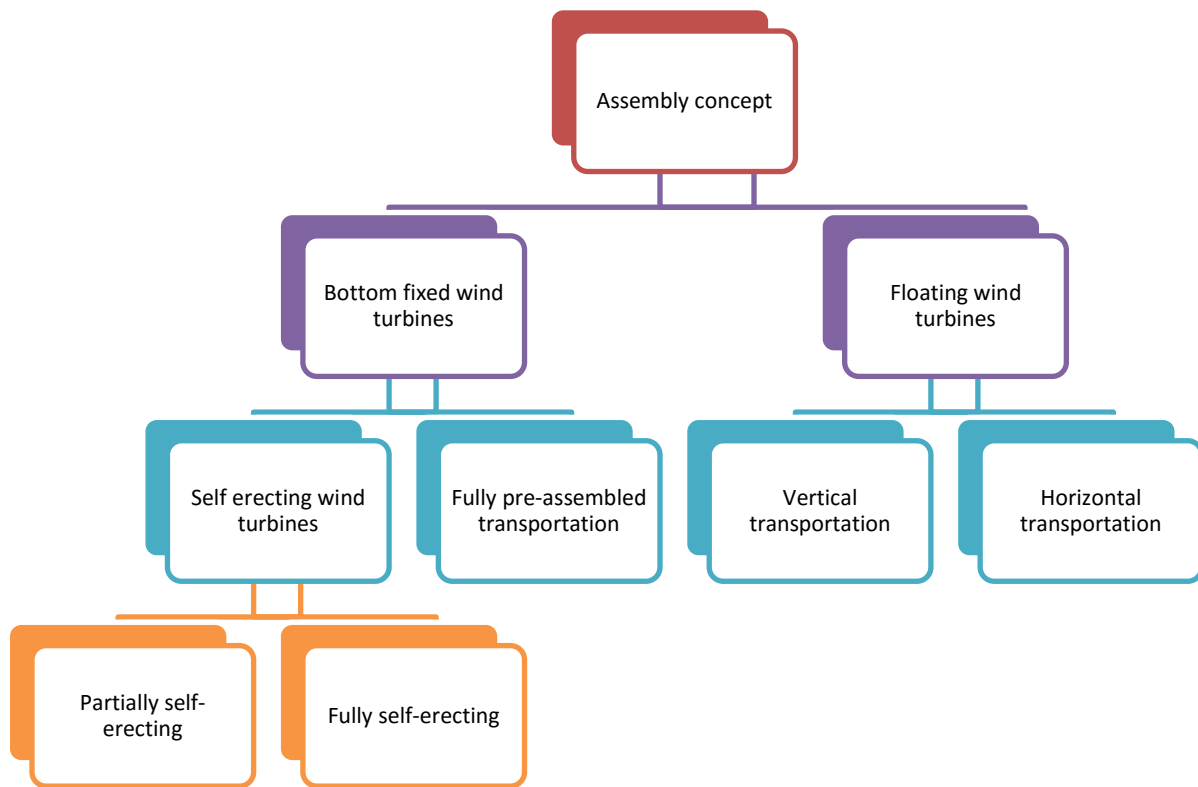 Assembly concept
Bottom fixed wind
turbines
Floating wind
turbines
Self erecting wind
turbines
Fully pre-assembled
transportation
Vertical
transportation
Horizontal
transportation
Partially self-
erecting
Fully self-erecting